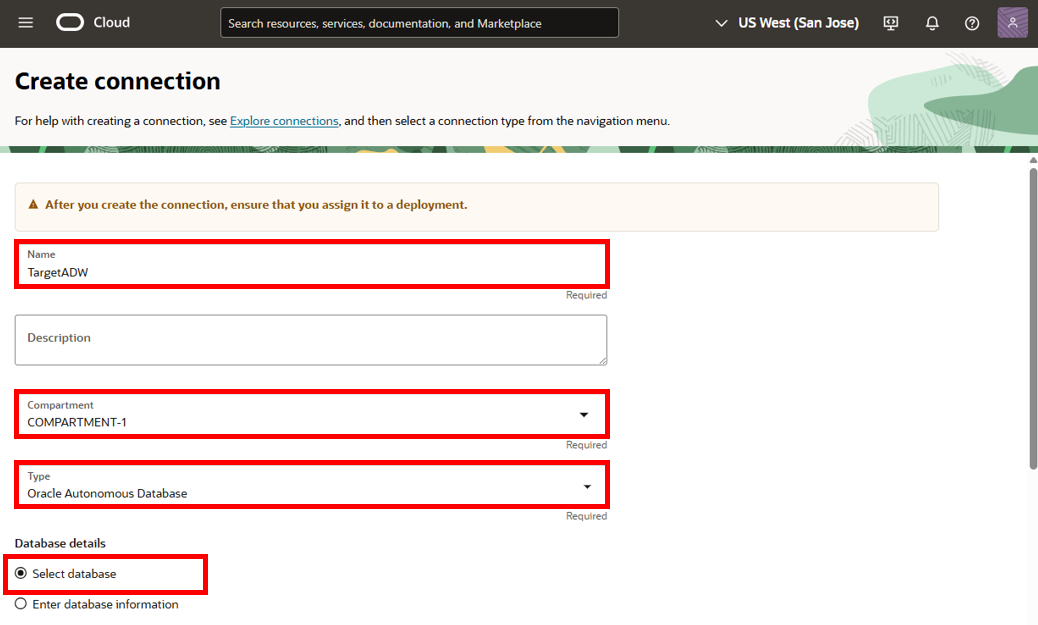 Cloud
Search resources, services, documentation, and Marketplace
US West (San Jose)
Create connection
For help with creating a connection, see Explore connections, and then select a connection type from the navigation menu.
After you create the connection, ensure that you assign it to a deployment.
Name
TargetADW
Required
Description
Compartment
COMPARTMENT-1
Required
Type
Oracle Autonomous Database
Required
Database details
Select database
Enter database information